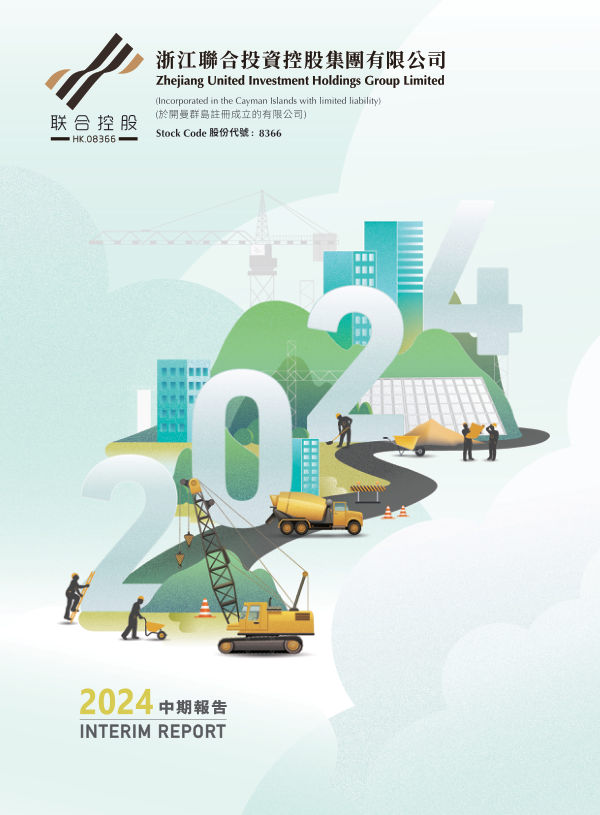 联合控股
HK.08366
浙江聯合投資控股集團有限公司
Zhejiang United Investment Holdings Group Limited
(Incorporated in the Cayman Islands with limited liability)
(於開曼群島註冊成立的有限公司)
Stock Code 股份代號 : 8366
2024
2024 中期報告
INTERIM REPORT